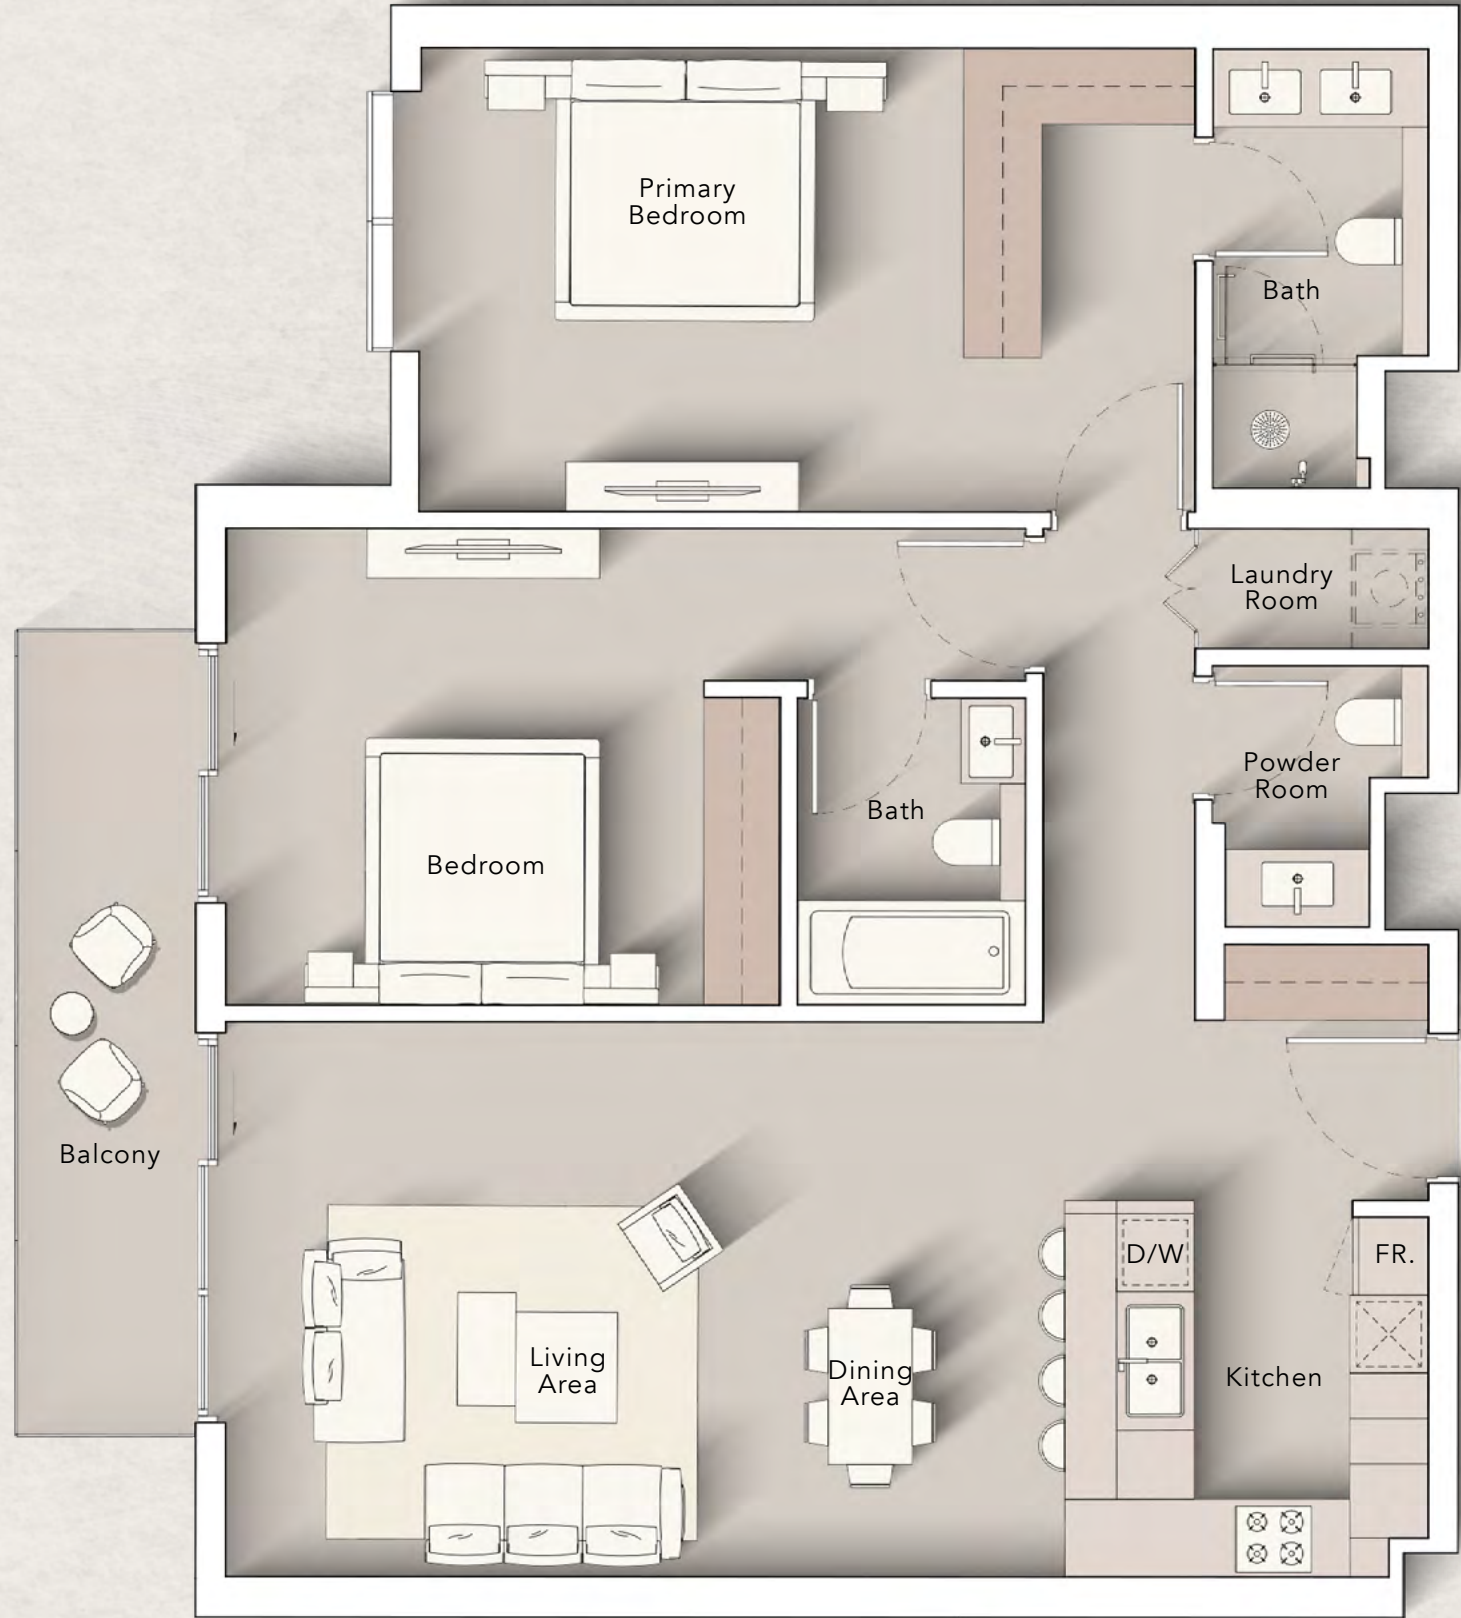 Primary
Bedroom
Bath
Laundry
Room
Powder
Room
Bath
Bedroom
Balcony
D/W
FR.
Living
Area
Dining
Area
Kitchen